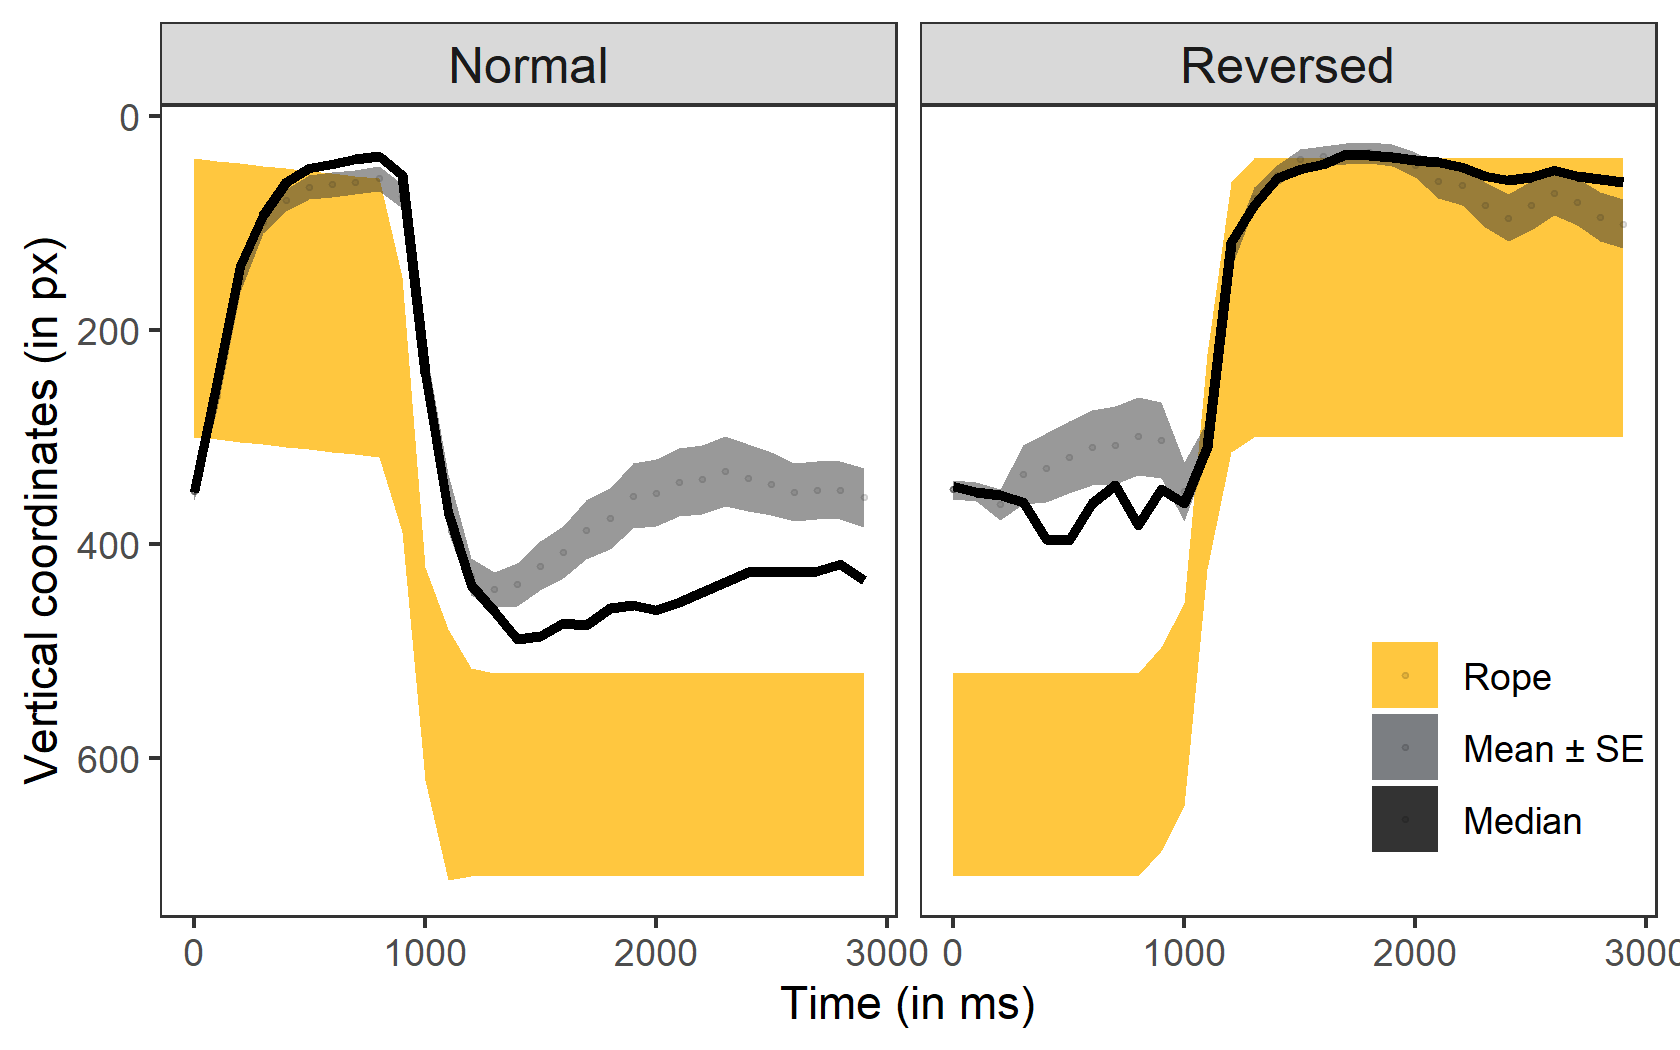 Normal
Reversed
Vertical coordinates (in px)
0
200
400
600
Rope
Mean ± SE
Median
0 1000 2000 3000 0 1000 2000 3000
Time (in ms)